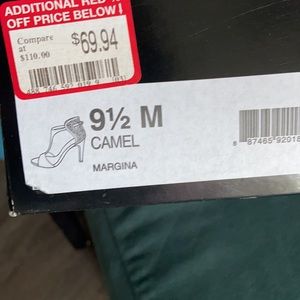 ADDITIONAL RED %
OFF PRICE BELOW!
Compare
at
$110.00
$69.94
9½ M
CAMEL
MARGINA